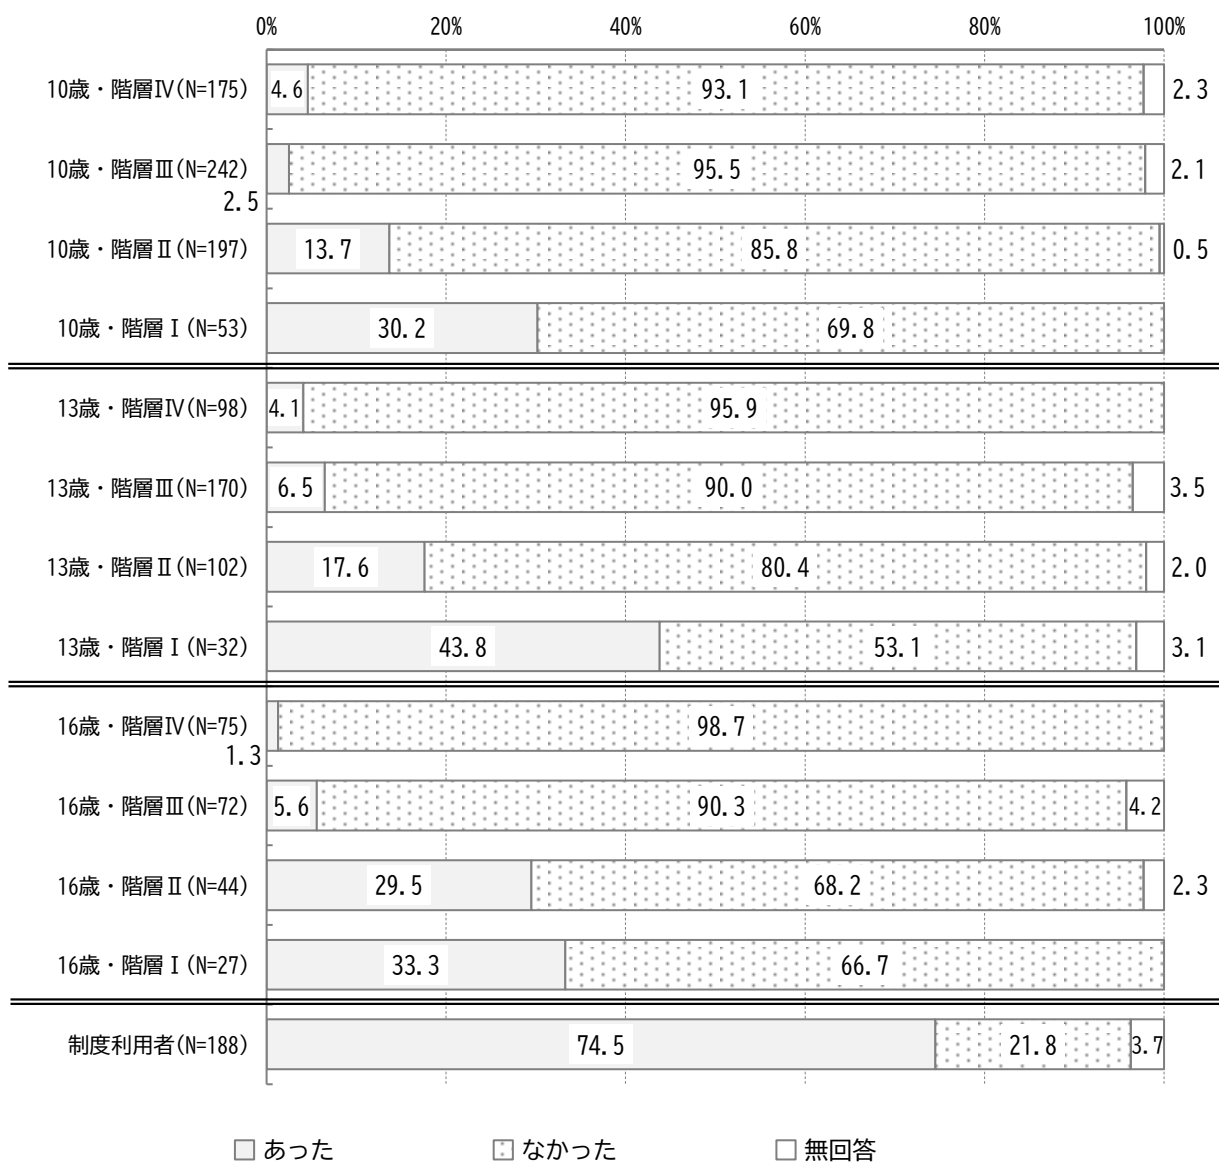 0% 20% 40% 60% 80% 100%
10歳・階層Ⅳ(N=175) 4.6 93.1 2.3
10歳・階層Ⅲ(N=242) 95.5 2.1
2.5
10歳・階層Ⅱ(N=197) 13.7 85.8 0.5
10歳・階層Ⅰ(N=53) 30.2 69.8
13歳・階層Ⅳ(N=98) 4.1 95.9
13歳・階層Ⅲ(N=170) 6.5 90.0 3.5
13歳・階層Ⅱ(N=102) 17.6 80.4 2.0
13歳・階層Ⅰ(N=32) 43.8 53.1 3.1
16歳・階層Ⅳ(N=75) 98.7
1.3
16歳・階層Ⅲ(N=72) 5.6 90.3 4.2
16歳・階層Ⅱ(N=44) 29.5 68.2 2.3
16歳・階層Ⅰ(N=27) 33.3 66.7
制度利用者(N=188) 74.5 21.8 3.7
あった なかった 無回答